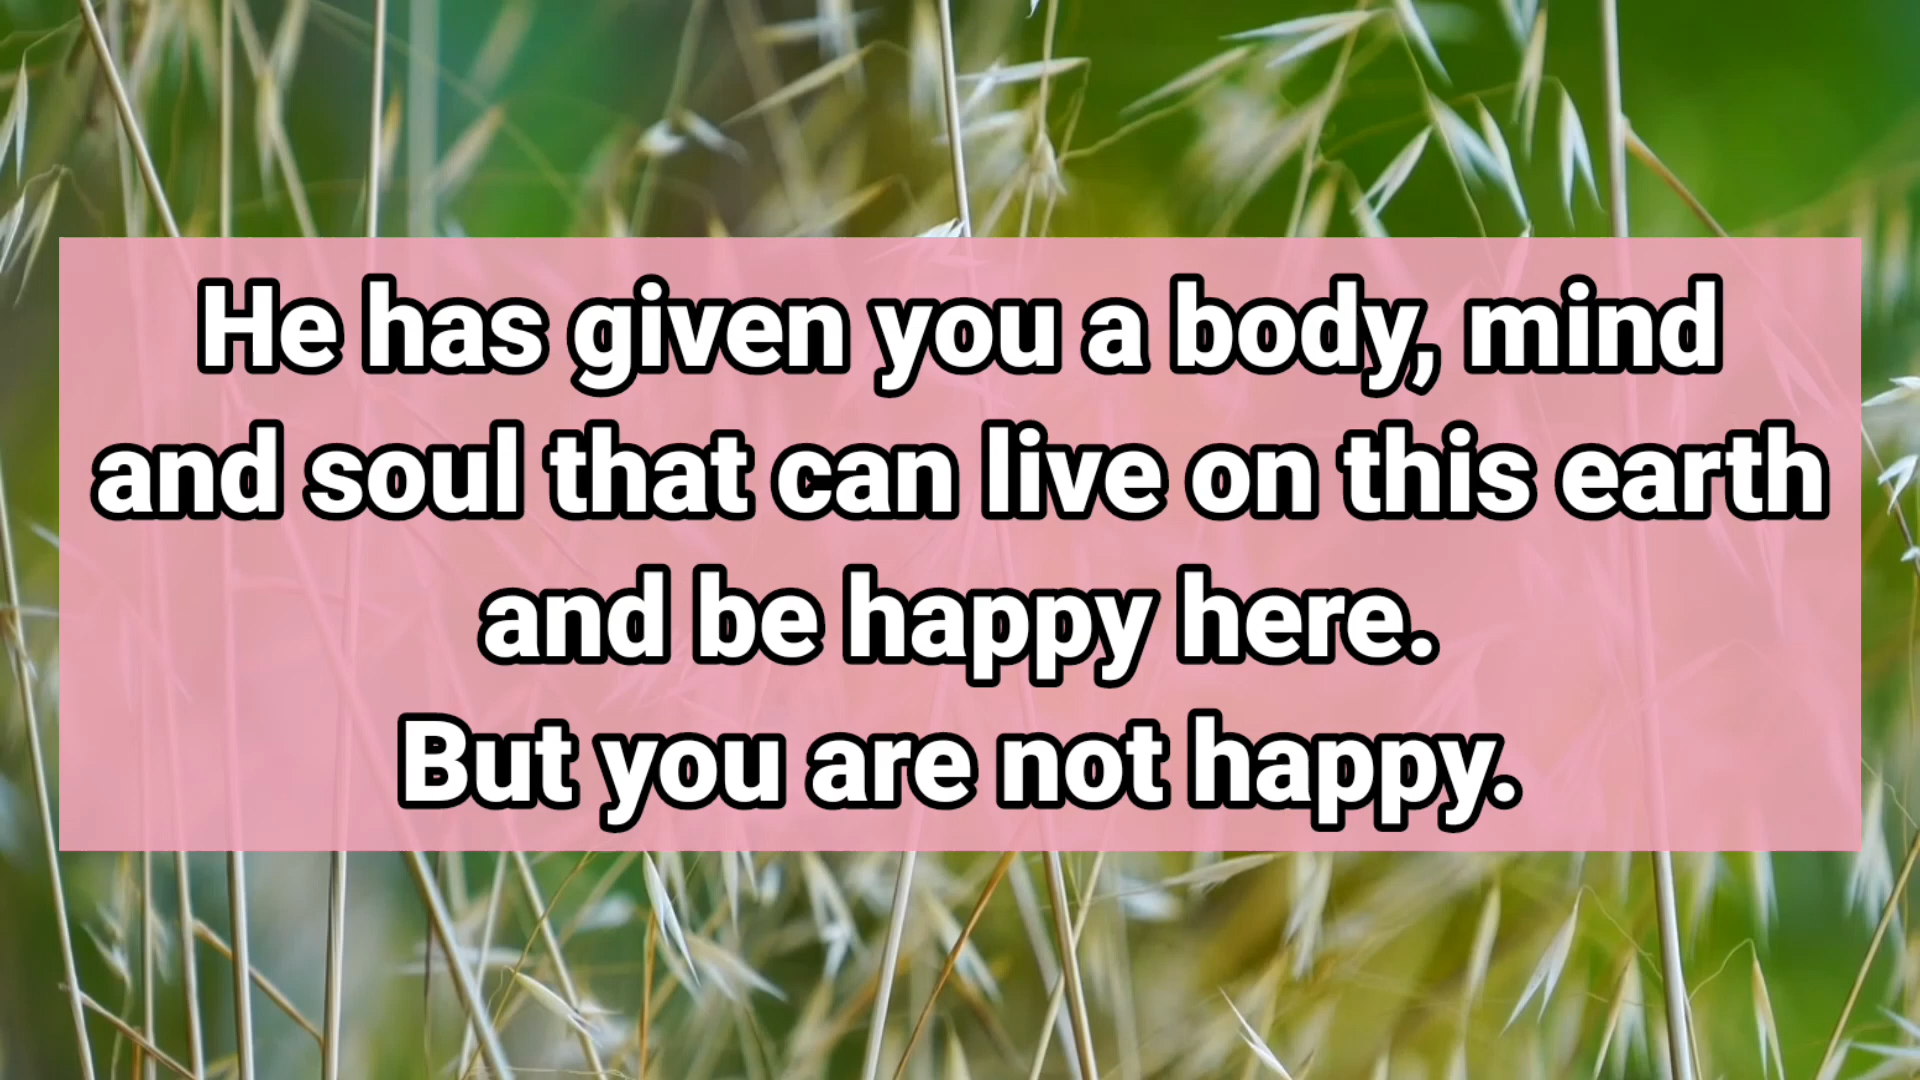 He has given you a body, mind
and soul that can live on this earth
and be happy here.
But you are not happy.